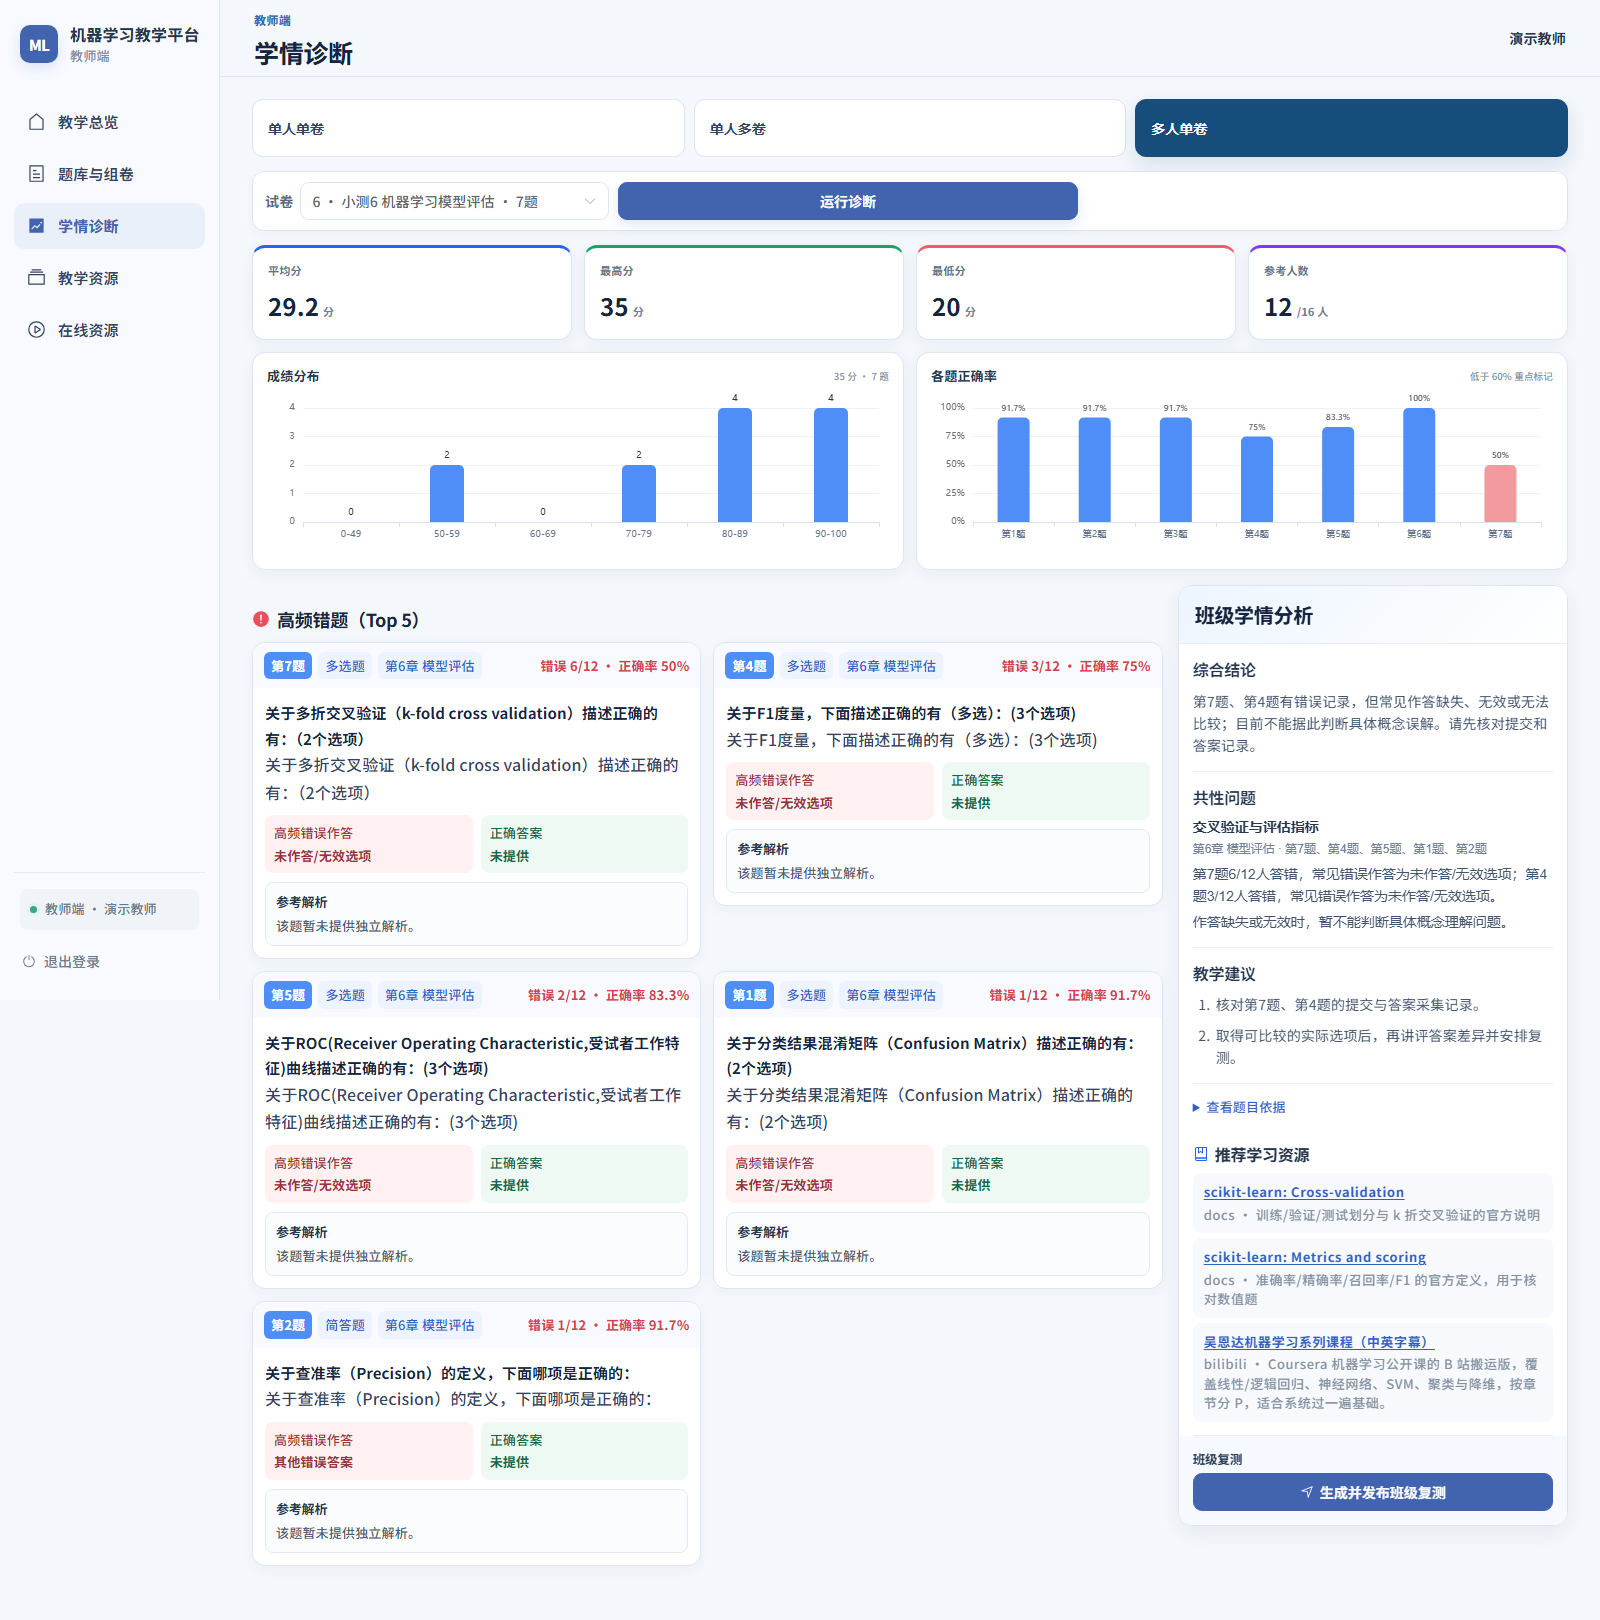 ML
机器学习教学平台
教师端
教学总览
题库与组卷
学情诊断
教学资源
在线资源
教师端 • 演示教师
退出登录
教师端
学情诊断
演示教师
单人单卷
单人多卷
多人单卷
试卷
6 • 小测6 机器学习模型评估 • 7题
运行诊断
平均分
29.2 分
最高分
35 分
最低分
20 分
参考人数
12 /16 人
成绩分布
35 分 • 7 题
4
3
2
1
0
0
2
0
2
4
4
0-49
50-59
60-69
70-79
80-89
90-100
各题正确率
低于 60% 重点标记
100%
75%
50%
25%
0%
91.7%
91.7%
91.7%
75%
83.3%
100%
50%
第1题
第2题
第3题
第4题
第5题
第6题
第7题
高频错题（Top 5）
第7题 多选题 第6章 模型评估 错误 6/12 • 正确率 50%
关于多折交叉验证（k-fold cross validation）描述正确的
有：（2个选项）
关于多折交叉验证（k-fold cross validation）描述正确的
有：（2个选项）
高频错误作答
未作答/无效选项
正确答案
未提供
参考解析
该题暂未提供独立解析。
第4题 多选题 第6章 模型评估 错误 3/12 • 正确率 75%
关于F1度量，下面描述正确的有（多选）：(3个选项)
关于F1度量，下面描述正确的有（多选）：(3个选项)
高频错误作答
未作答/无效选项
正确答案
未提供
参考解析
该题暂未提供独立解析。
第5题 多选题 第6章 模型评估 错误 2/12 • 正确率 83.3%
关于ROC(Receiver Operating Characteristic,受试者工作特
征)曲线描述正确的有：(3个选项)
关于ROC(Receiver Operating Characteristic,受试者工作
特征)曲线描述正确的有：(3个选项)
高频错误作答
未作答/无效选项
正确答案
未提供
参考解析
该题暂未提供独立解析。
第1题 多选题 第6章 模型评估 错误 1/12 • 正确率 91.7%
关于分类结果混淆矩阵（Confusion Matrix）描述正确的有：
(2个选项)
关于分类结果混淆矩阵（Confusion Matrix）描述正确的
有：(2个选项)
高频错误作答
未作答/无效选项
正确答案
未提供
参考解析
该题暂未提供独立解析。
第2题 简答题 第6章 模型评估 错误 1/12 • 正确率 91.7%
关于查准率（Precision）的定义，下面哪项是正确的：
关于查准率（Precision）的定义，下面哪项是正确的：
高频错误作答
其他错误答案
正确答案
未提供
参考解析
该题暂未提供独立解析。
班级学情分析
综合结论
第7题、第4题有错误记录，但常见作答缺失、无效或无法
比较；目前不能据此判断具体概念误解。请先核对提交和
答案记录。
共性问题
交叉验证与评估指标
第6章 模型评估 · 第7题、第4题、第5题、第1题、第2题
第7题6/12人答错，常见错误作答为未作答/无效选项；第4
题3/12人答错，常见错误作答为未作答/无效选项。
作答缺失或无效时，暂不能判断具体概念理解问题。
教学建议
1. 核对第7题、第4题的提交与答案采集记录。
2. 取得可比较的实际选项后，再讲评答案差异并安排复
测。
查看题目依据
推荐学习资源
scikit-learn: Cross-validation
docs • 训练/验证/测试划分与 k 折交叉验证的官方说明
scikit-learn: Metrics and scoring
docs • 准确率/精确率/召回率/F1 的官方定义，用于核
对数值题
吴恩达机器学习系列课程（中英字幕）
bilibili • Coursera 机器学习公开课的 B 站搬运版，覆
盖线性/逻辑回归、神经网络、SVM、聚类与降维，按章
节分 P，适合系统过一遍基础。
班级复测
生成并发布班级复测